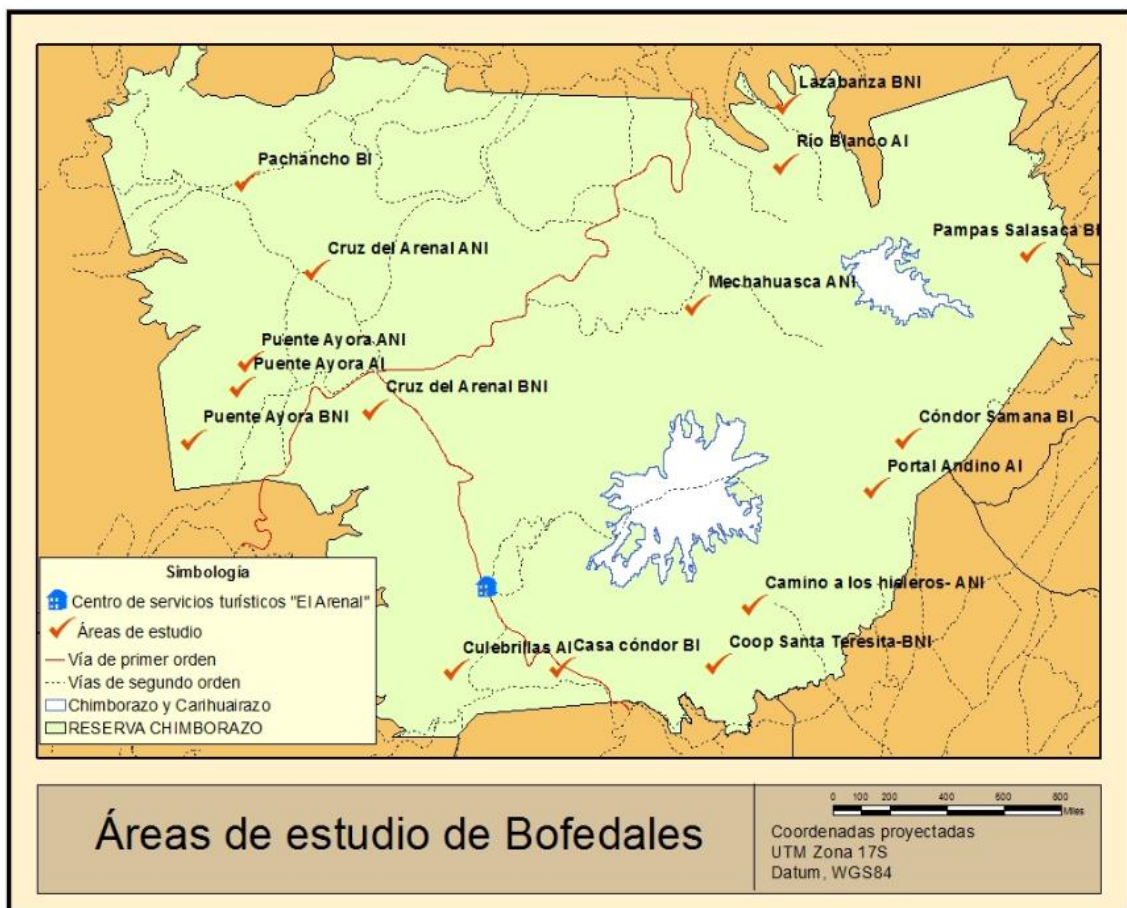 Lazabanza BNI
Río Blanco AI
Pachancho BI
Pampas Salasaca BI
Cruz del Arenal ANI
Mechahuasca ANI
Puente Ayora ANI
Puente Ayora AI
Cruz del Arenal BNI
Puente Ayora BNI
Cóndor Samana BI
Portal Andino AI
Camino a los hieleros- ANI
Culebrillas AI
Casa cóndor BI
Coop Santa Teresita-BNI
Simbología
Centro de servicios turísticos "El Arenal"
Áreas de estudio
Vía de primer orden
Vías de segundo orden
Chimborazo y Carihuairazo
RESERVA CHIMBORAZO
Áreas de estudio de Bofedales
0 100 200 400 600 800
Miles
Coordenadas proyectadas
UTM Zona 17S
Datum, WGS84